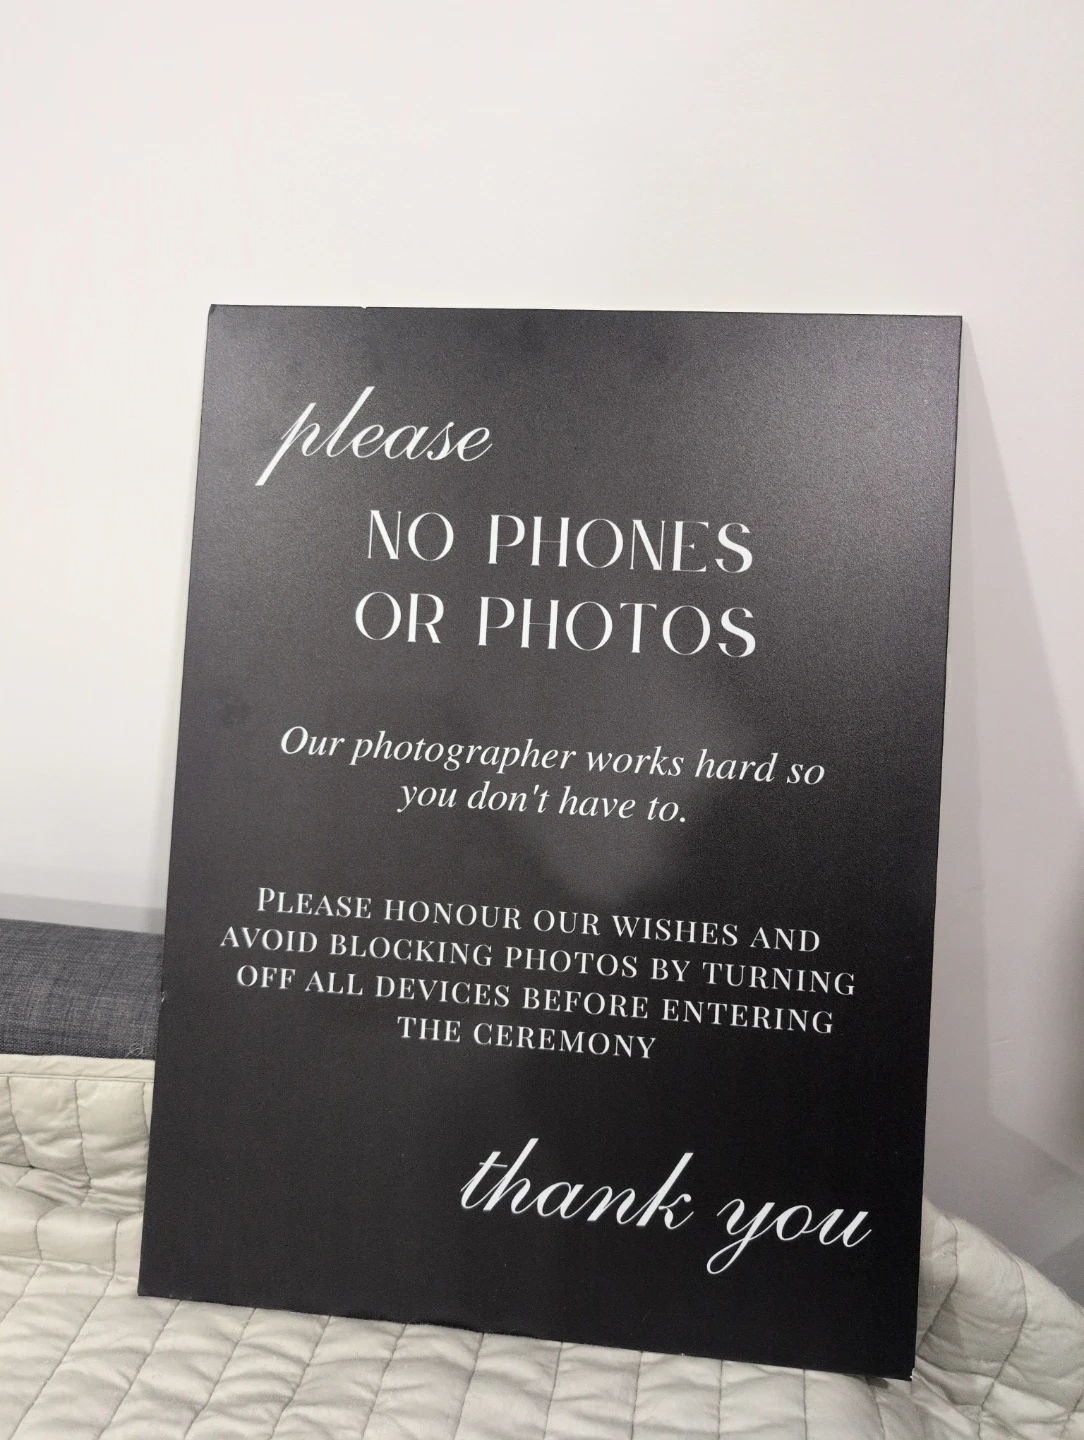 please
NO PHONES
OR PHOTOS
Our photographer works hard so
you don't have to.
PLEASE HONOUR OUR WISHES AND
AVOID BLOCKING PHOTOS BY TURNING
OFF ALL DEVICES BEFORE ENTERING
THE CEREMONY
thank you